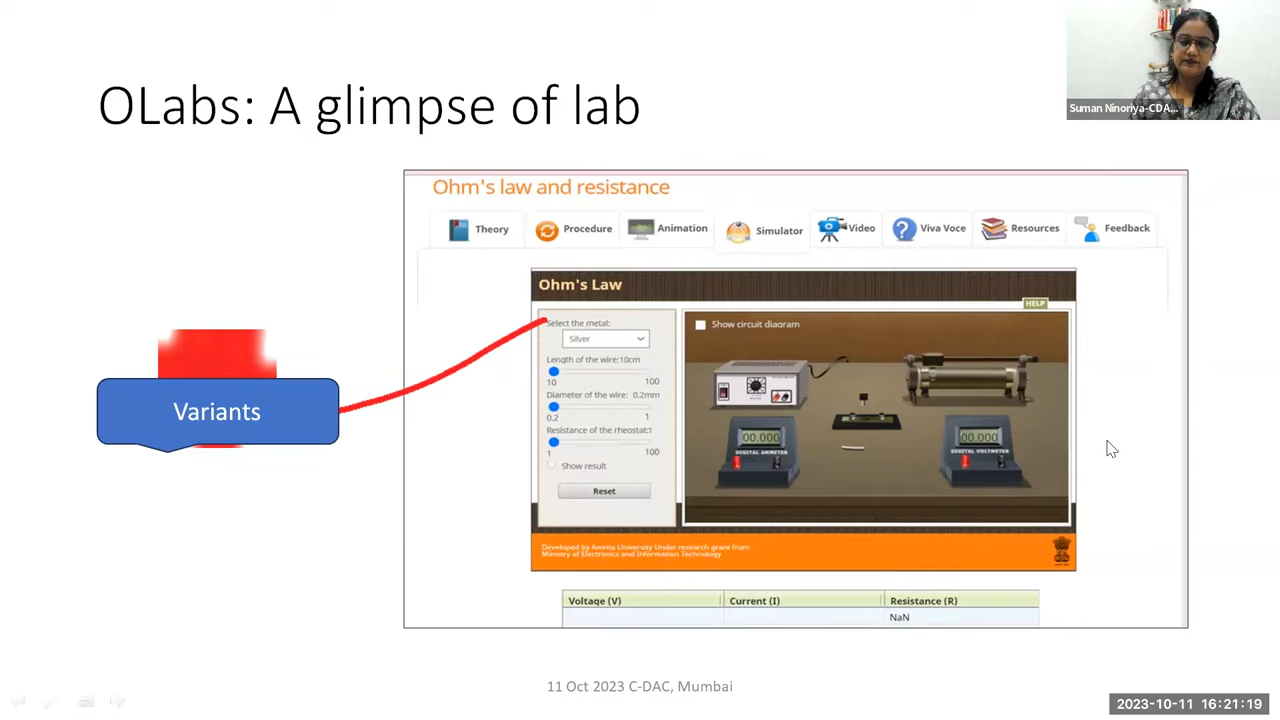 Suman Ninoriya-CDA...
OLabs: A glimpse of lab
Ohm's law and resistance
Theory
Procedure
Animation
Simulator
Video
Viva Voce
Resources
Feedback
Ohm's Law
HELP
Select the metal:
Silver
Length of the wire:10cm
10 100
Diameter of the wire: 0.2mm
0.2 1
Resistance of the rheostat:1
1 100
Show result
Reset
Show circuit diagram
00.000
DIGITAL AMMETER
00.000
DIGITAL VOLTMETER
Developed by Amrita University Under research grant from
Ministry of Electronics and Information Technology
Voltage (V) Current (I) Resistance (R)
NaN
Variants
11 Oct 2023 C-DAC, Mumbai
2023-10-11 16:21:19